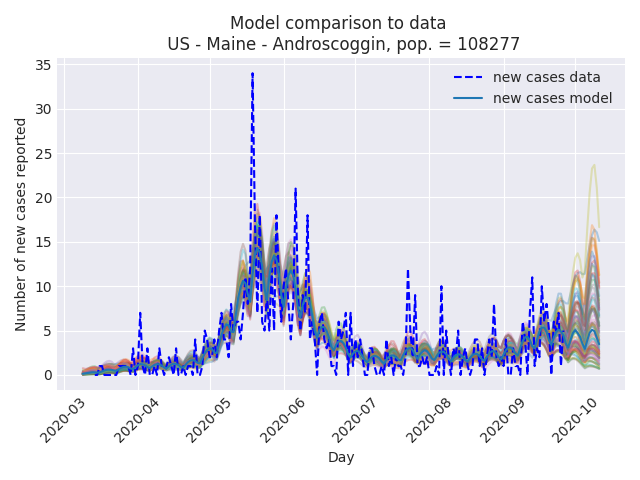 Model comparison to data
US - Maine - Androscoggin, pop. = 108277
new cases data
new cases model
Number of new cases reported
35
30
25
20
15
10
5
0
2020-03
2020-04
2020-05
2020-06
2020-07
2020-08
2020-09
2020-10
Day